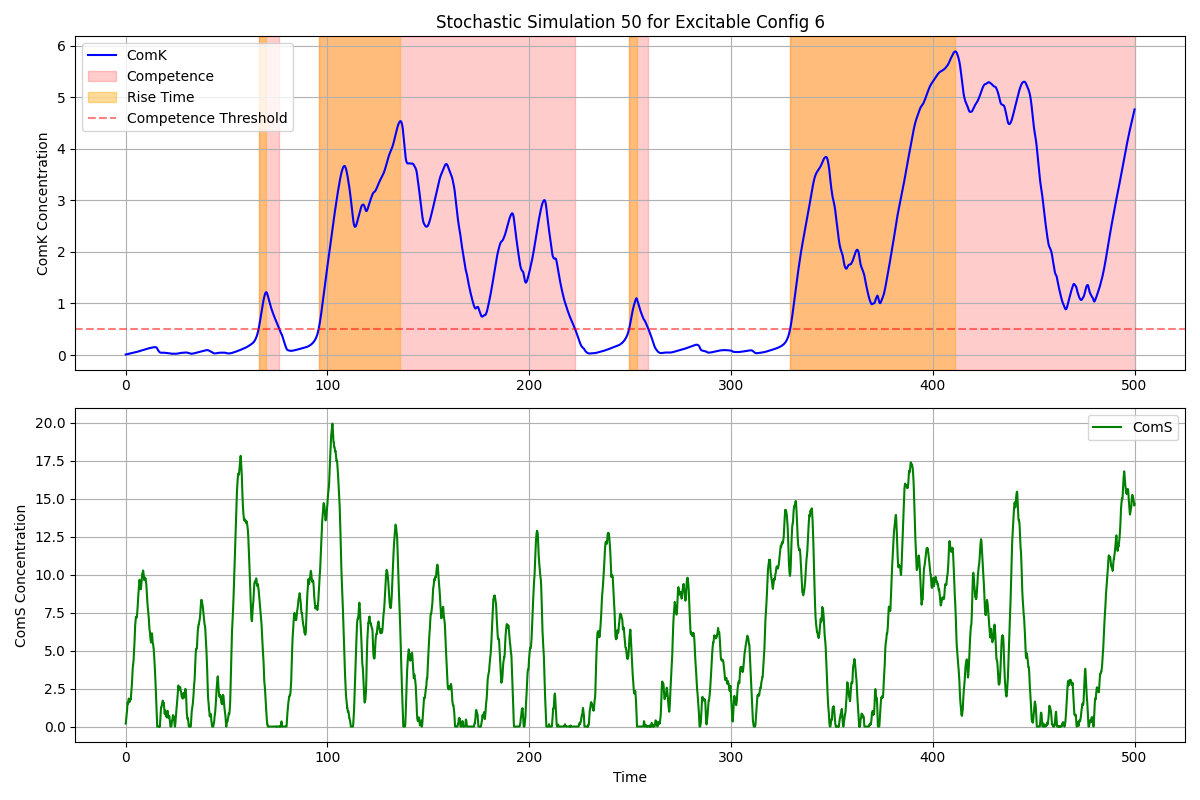 Stochastic Simulation 50 for Excitable Config 6
ComK Concentration
6
5
4
3
2
1
0
ComK
Competence
Rise Time
Competence Threshold
0 100 200 300 400 500
ComS Concentration
20.0
17.5
15.0
12.5
10.0
7.5
5.0
2.5
0.0
ComS
0 100 200 300 400 500
Time